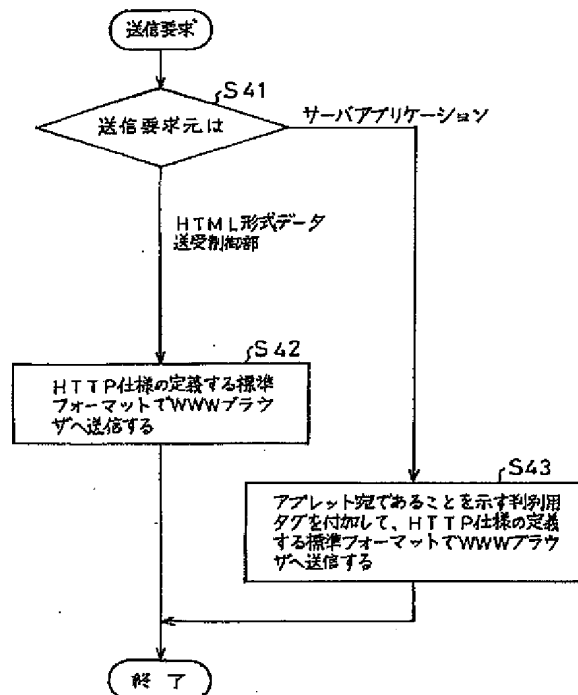 送信要求
S41
送信要求元は
サーバアプリケーション
HTML形式データ
送受制御部
S42
HTTP仕様の定義する標準
フォーマットでWWWブラウ
ザへ送信する
S43
アプレット宛であることを示す判別用
タグを付加して、HTTP仕様の定義
する標準フォーマットでWWWブラウ
ザへ送信する
終了